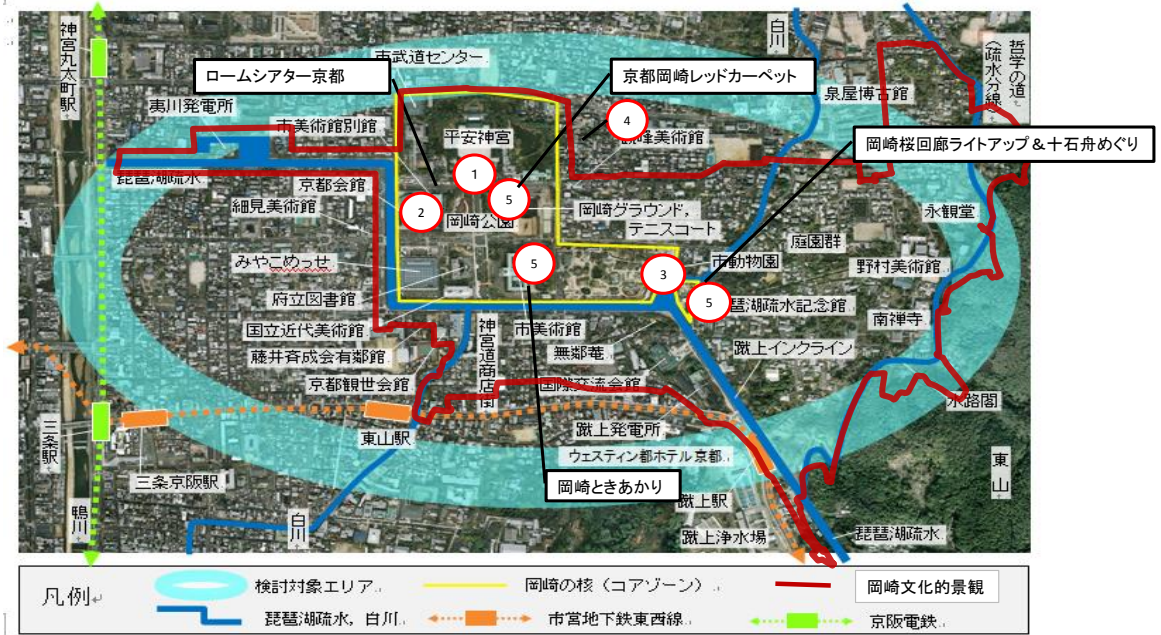 神宮丸太町駅
市武道センター
白川
哲学の道
(疏水分線)
ロームシアター京都
京都岡崎レッドカーペット
泉屋博古館
夷川発電所
市美術館別館
平安神宮
4
観峰美術館
岡崎桜回廊ライトアップ&十石舟めぐり
琵琶湖疏水
京都会館
1
細見美術館
2
岡崎公園
5
岡崎グラウンド,
テニスコート
永観堂
庭園群
みやこめっせ
5
3
市動物園
野村美術館
府立図書館
5
琵琶湖疏水記念館
国立近代美術館
神宮道商店街
市美術館
南禅寺
藤井斉成会有鄰館
無鄰菴
蹴上インクライン
京都観世会館
国際交流会館
水路閣
三条駅
東山駅
蹴上発電所
ウェスティン都ホテル京都
東山
三条京阪駅
岡崎ときあかり
蹴上駅
鴨川
白川
蹴上浄水場
琵琶湖疏水
凡例
検討対象エリア
岡崎の核(コアゾーン)
岡崎文化的景観
琵琶湖疏水,白川
市営地下鉄東西線
京阪電鉄